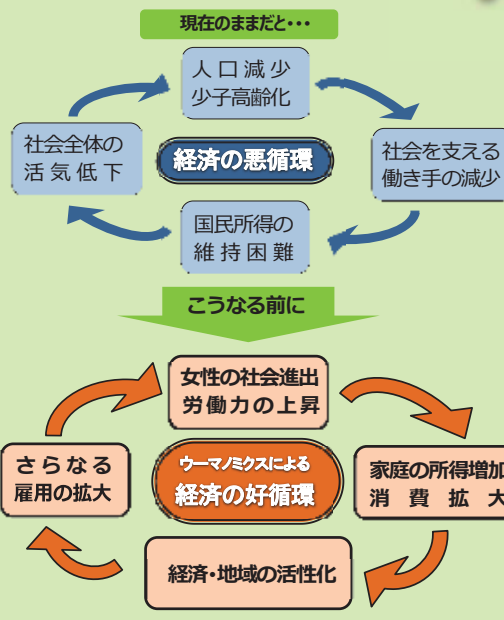 現在のままだと・・・
人口減少
少子高齢化
社会全体の
活気低下
経済の悪循環
社会を支える
働き手の減少
国民所得の
維持困難
こうなる前に
女性の社会進出
労働力の上昇
さらなる
雇用の拡大
ウーマノミクスによる
経済の好循環
家庭の所得増加
消費拡大
経済・地域の活性化